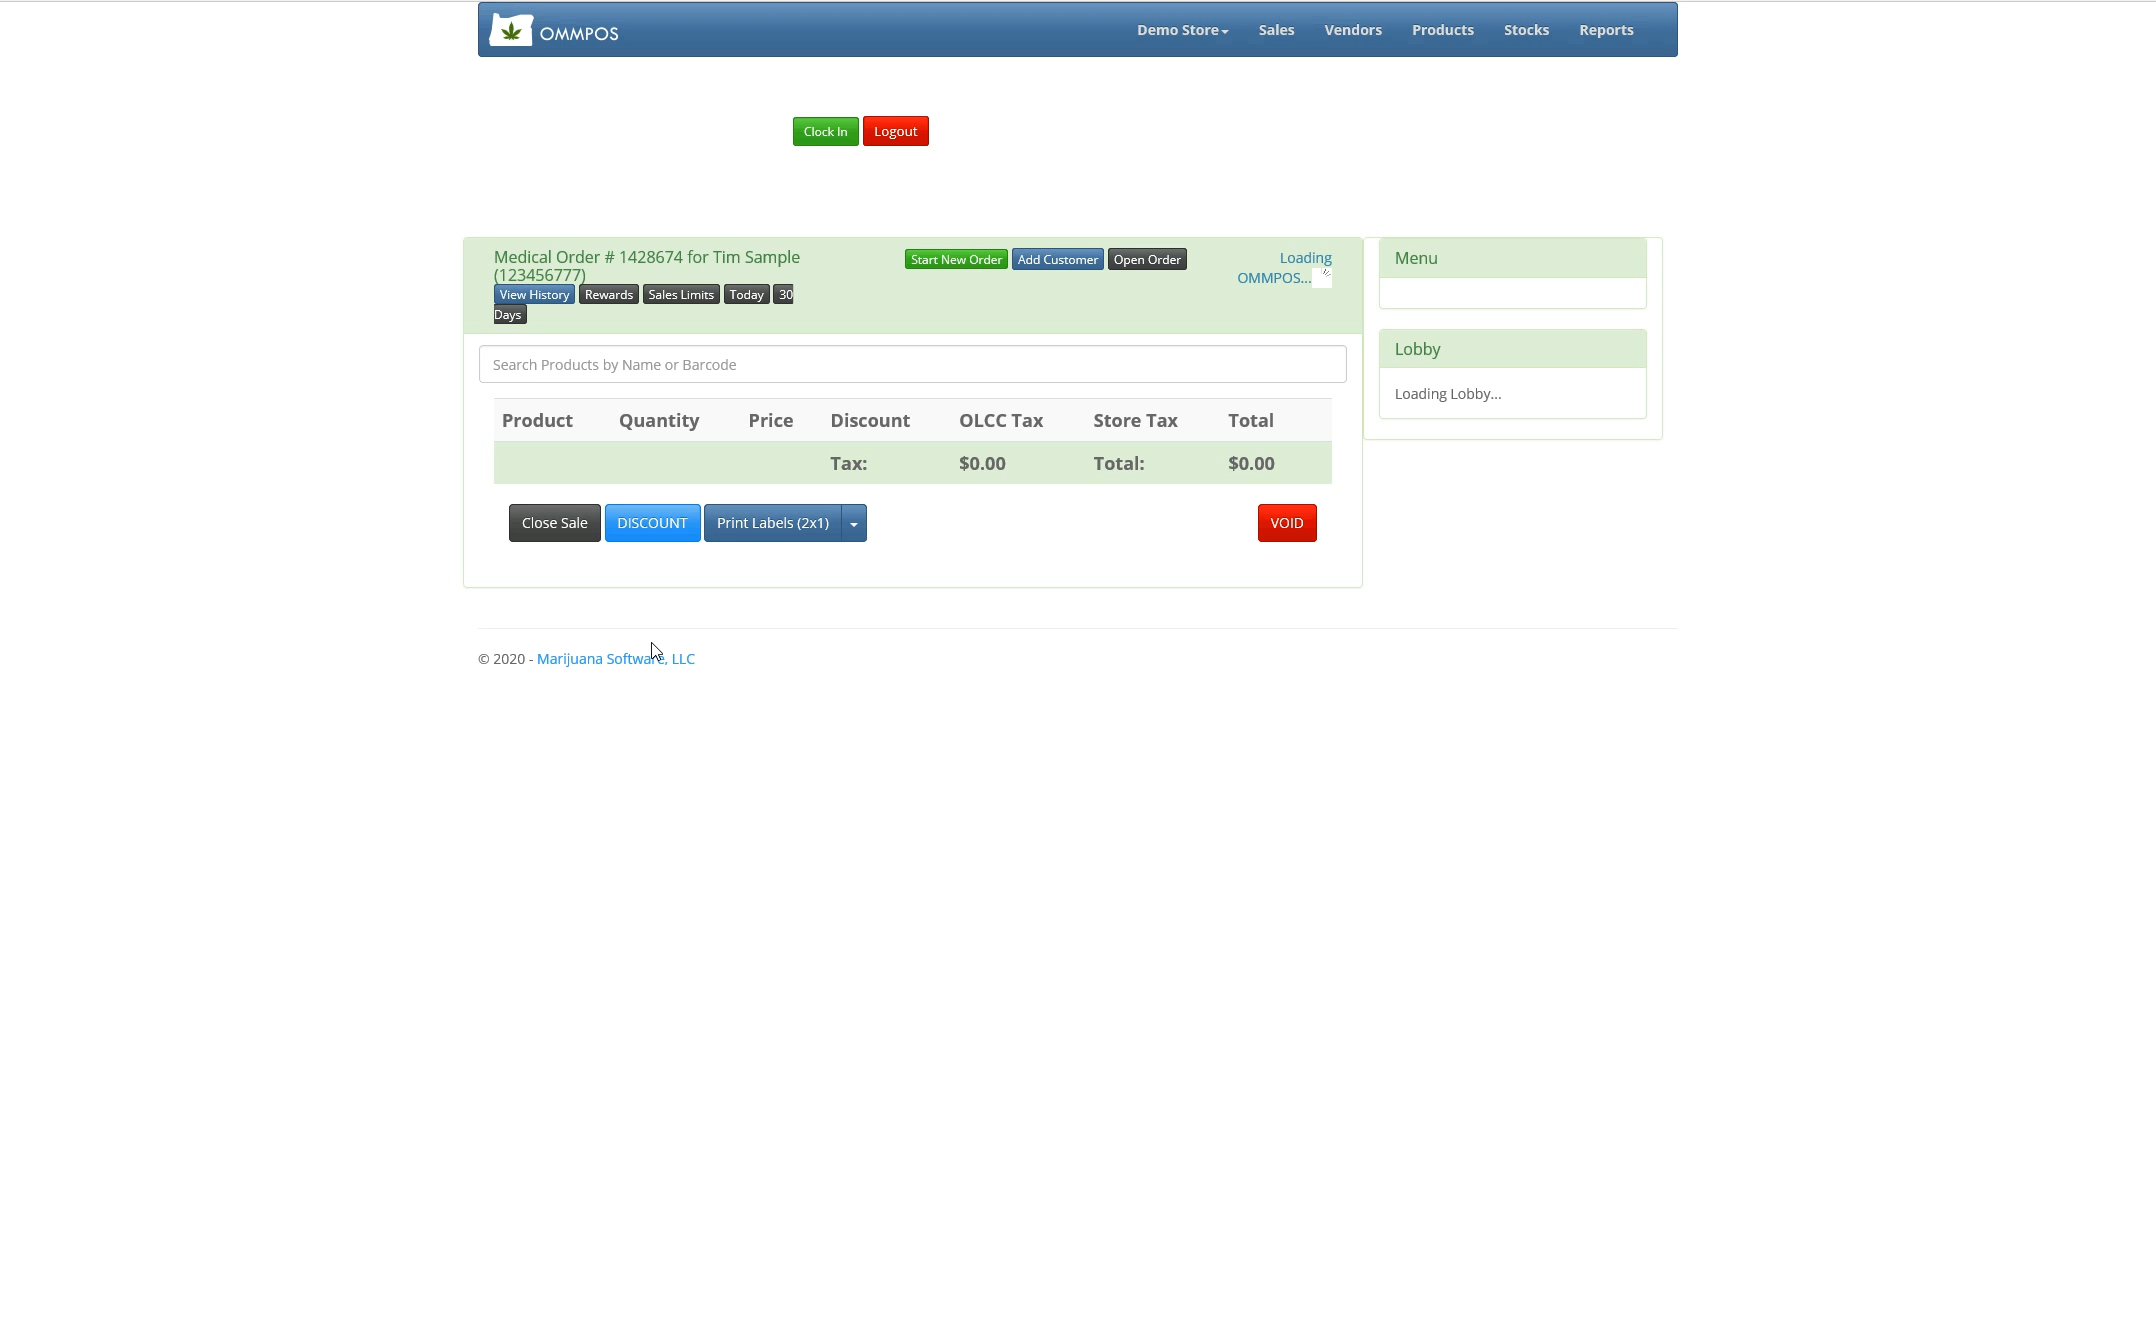 OMMPOS
Demo Store Sales Vendors Products Stocks Reports
Clock In Logout
Medical Order # 1428674 for Tim Sample
(123456777)
View History Rewards Sales Limits Today 30
Days
Start New Order Add Customer Open Order
Loading
OMMPOS...
Menu
Lobby
Loading Lobby...
Search Products by Name or Barcode
Product Quantity Price Discount OLCC Tax Store Tax Total
Tax: $0.00 Total: $0.00
Close Sale DISCOUNT Print Labels (2x1) VOID
© 2020 - Marijuana Software, LLC